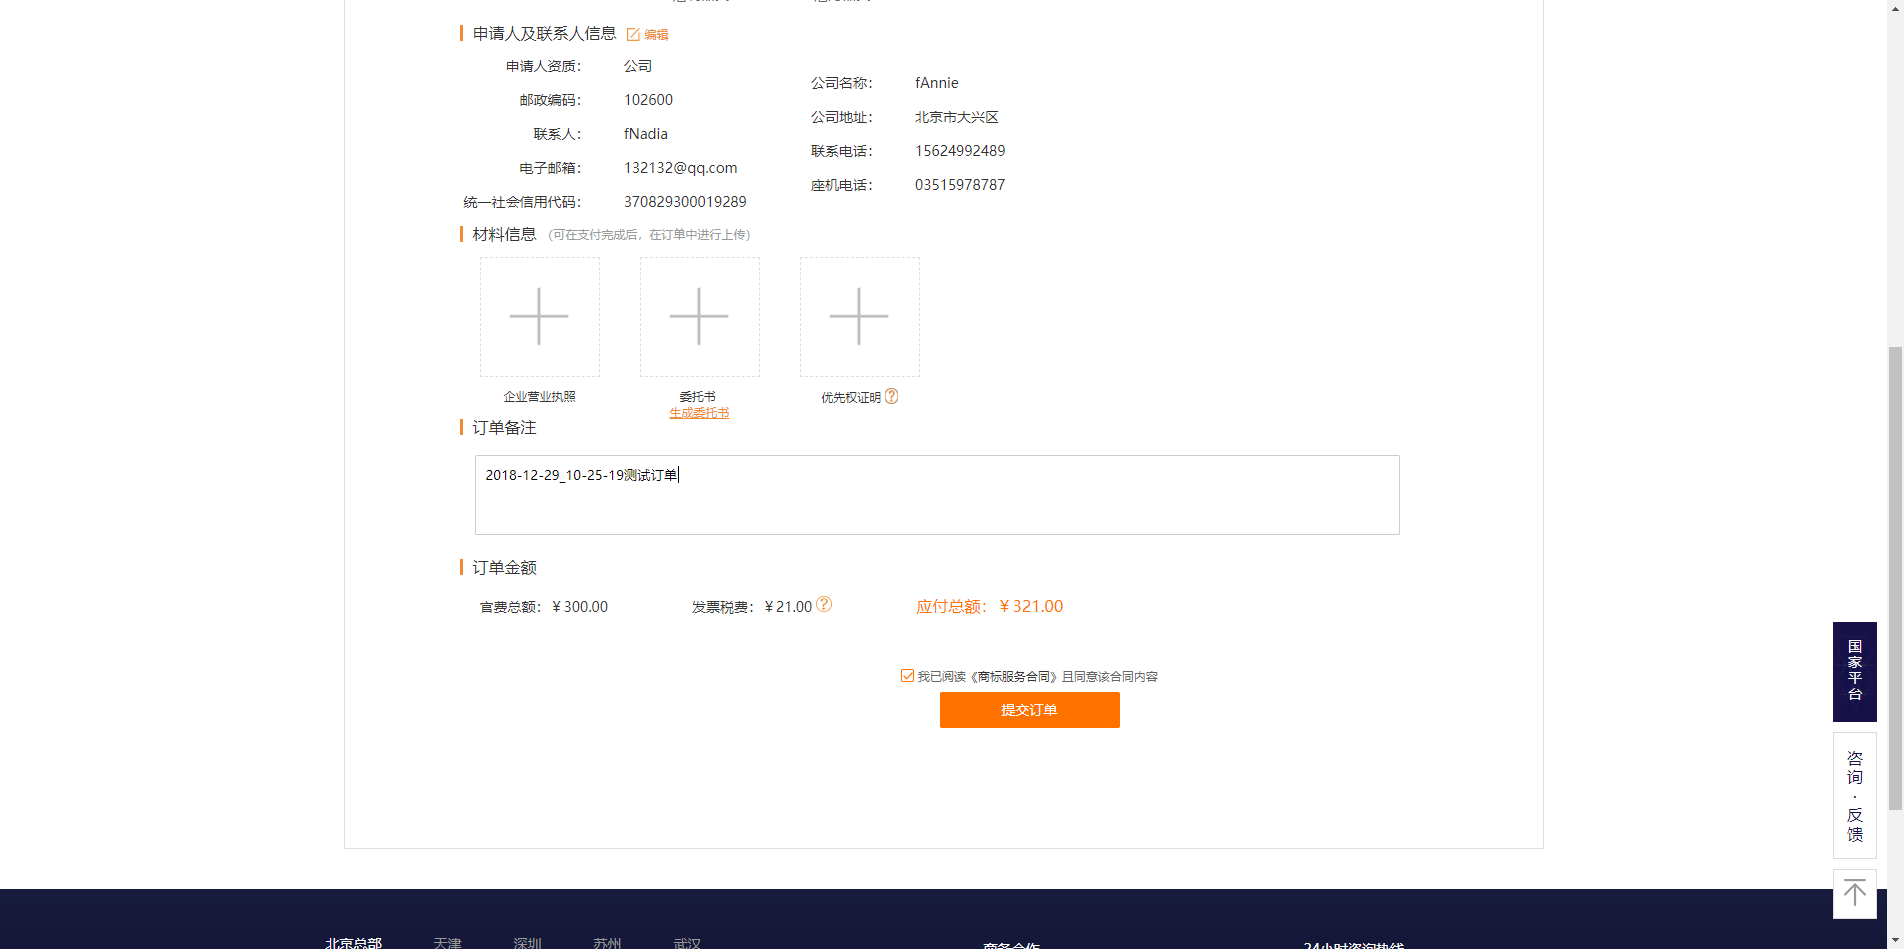 申请人及联系人信息 编辑
申请人资质： 公司
公司名称： fAnnie
邮政编码： 102600
公司地址： 北京市大兴区
联系人： fNadia
联系电话： 15624992489
电子邮箱： 132132@qq.com
座机电话： 03515978787
统一社会信用代码： 370829300019289
材料信息 (可在支付完成后，在订单中进行上传)
企业营业执照
委托书
生成委托书
优先权证明
订单备注
2018-12-29_10-25-19测试订单
订单金额
官费总额：￥300.00 发票税费：￥21.00 应付总额：￥321.00
我已阅读《商标服务合同》且同意该合同内容
提交订单
国家平台
咨询·反馈
北京总部 天津 深圳 苏州 武汉 商务合作 24小时咨询热线